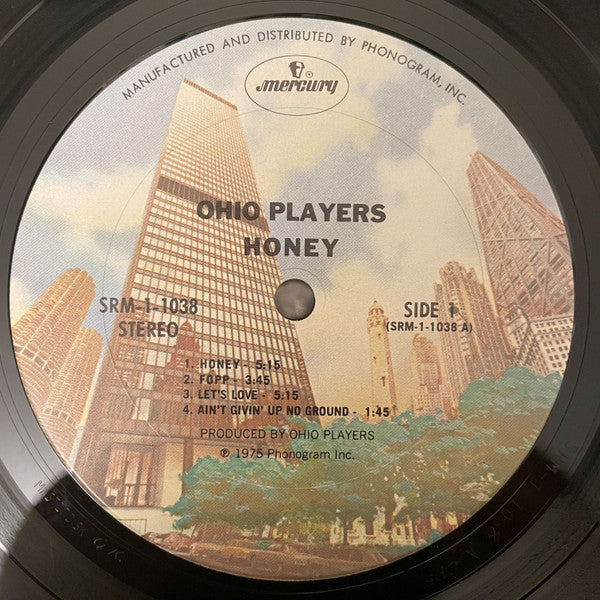 MANUFACTURED AND DISTRIBUTED BY PHONOGRAM, INC.
mercury
®
OHIO PLAYERS
HONEY
SRM-1-1038
STEREO
SIDE 1
(SRM-1-1038 A)
1. HONEY - 5:15
2. FOPP - 3:45
3. LET'S LOVE - 5:15
4. AIN'T GIVIN' UP NO GROUND - 1:45
PRODUCED BY OHIO PLAYERS
℗ 1975 Phonogram Inc.